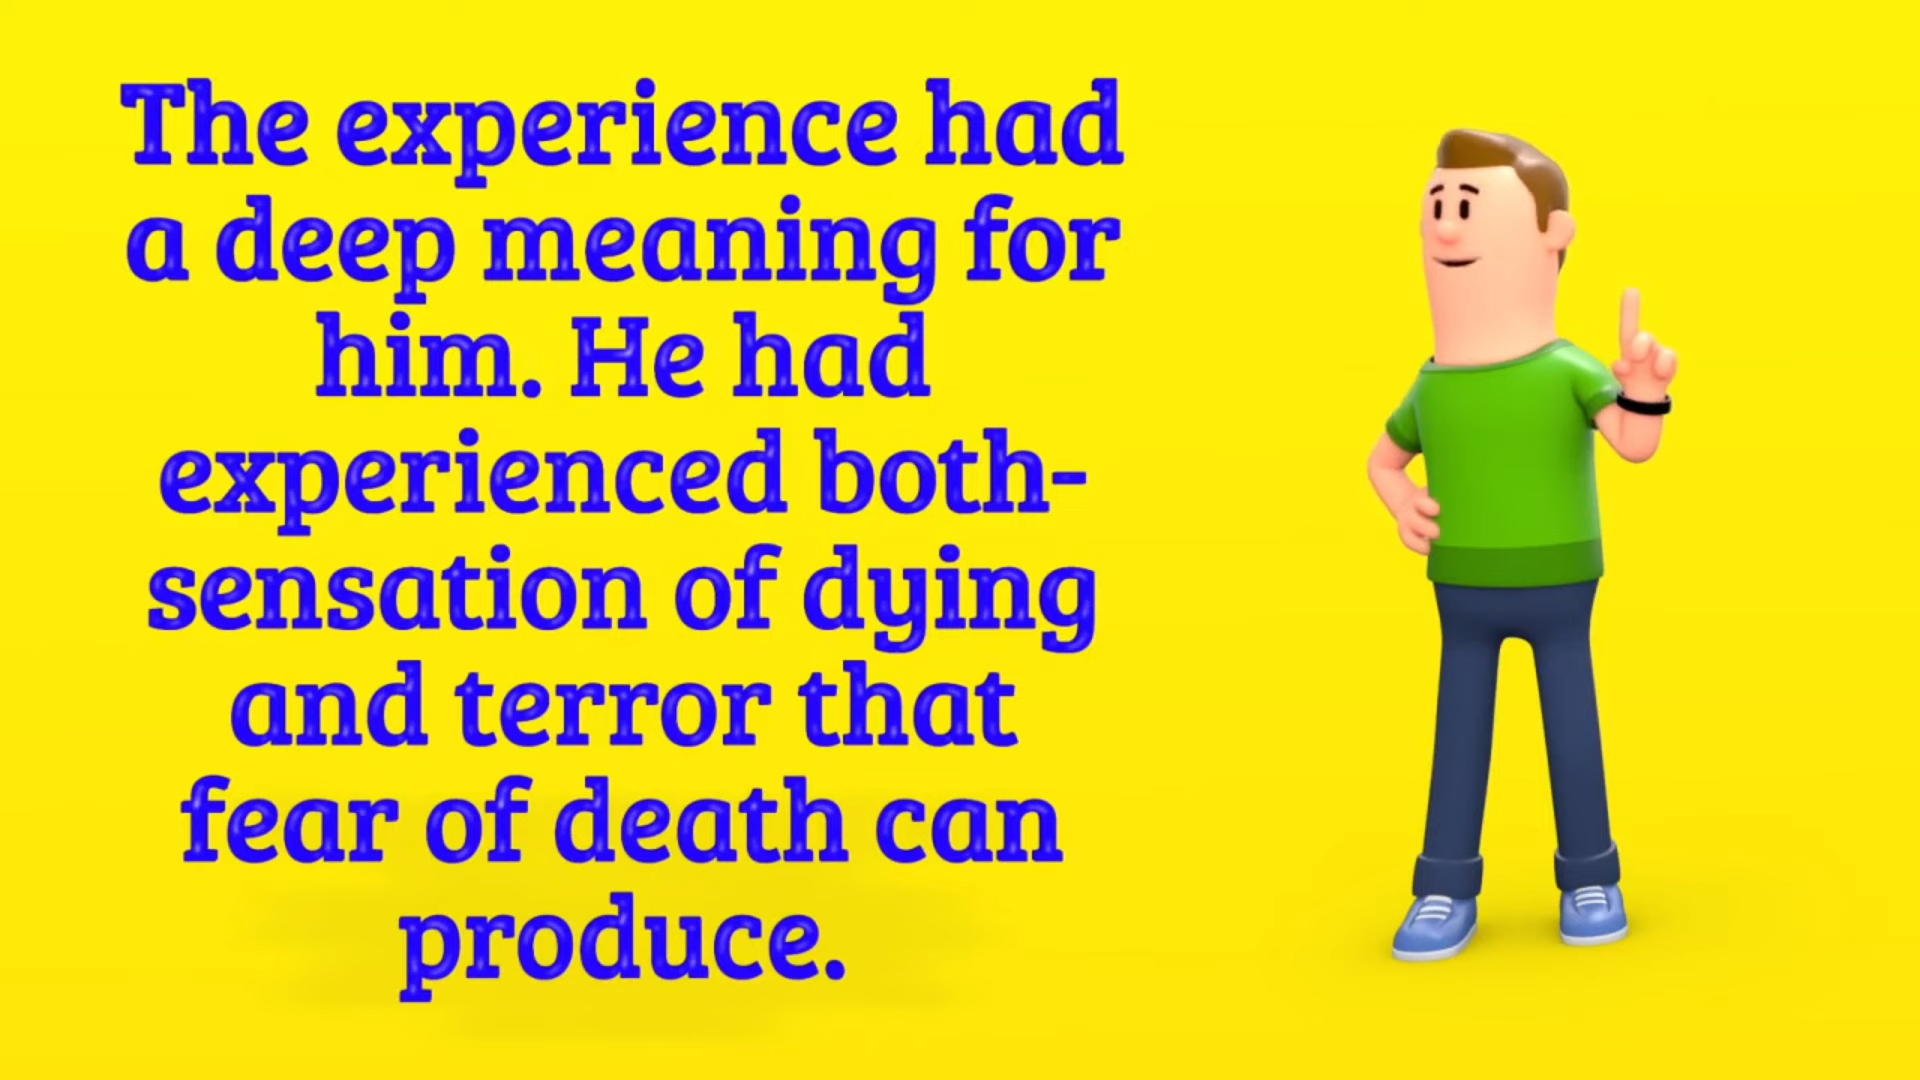 The experience had
a deep meaning for
him. He had
experienced both-
sensation of dying
and terror that
fear of death can
produce.